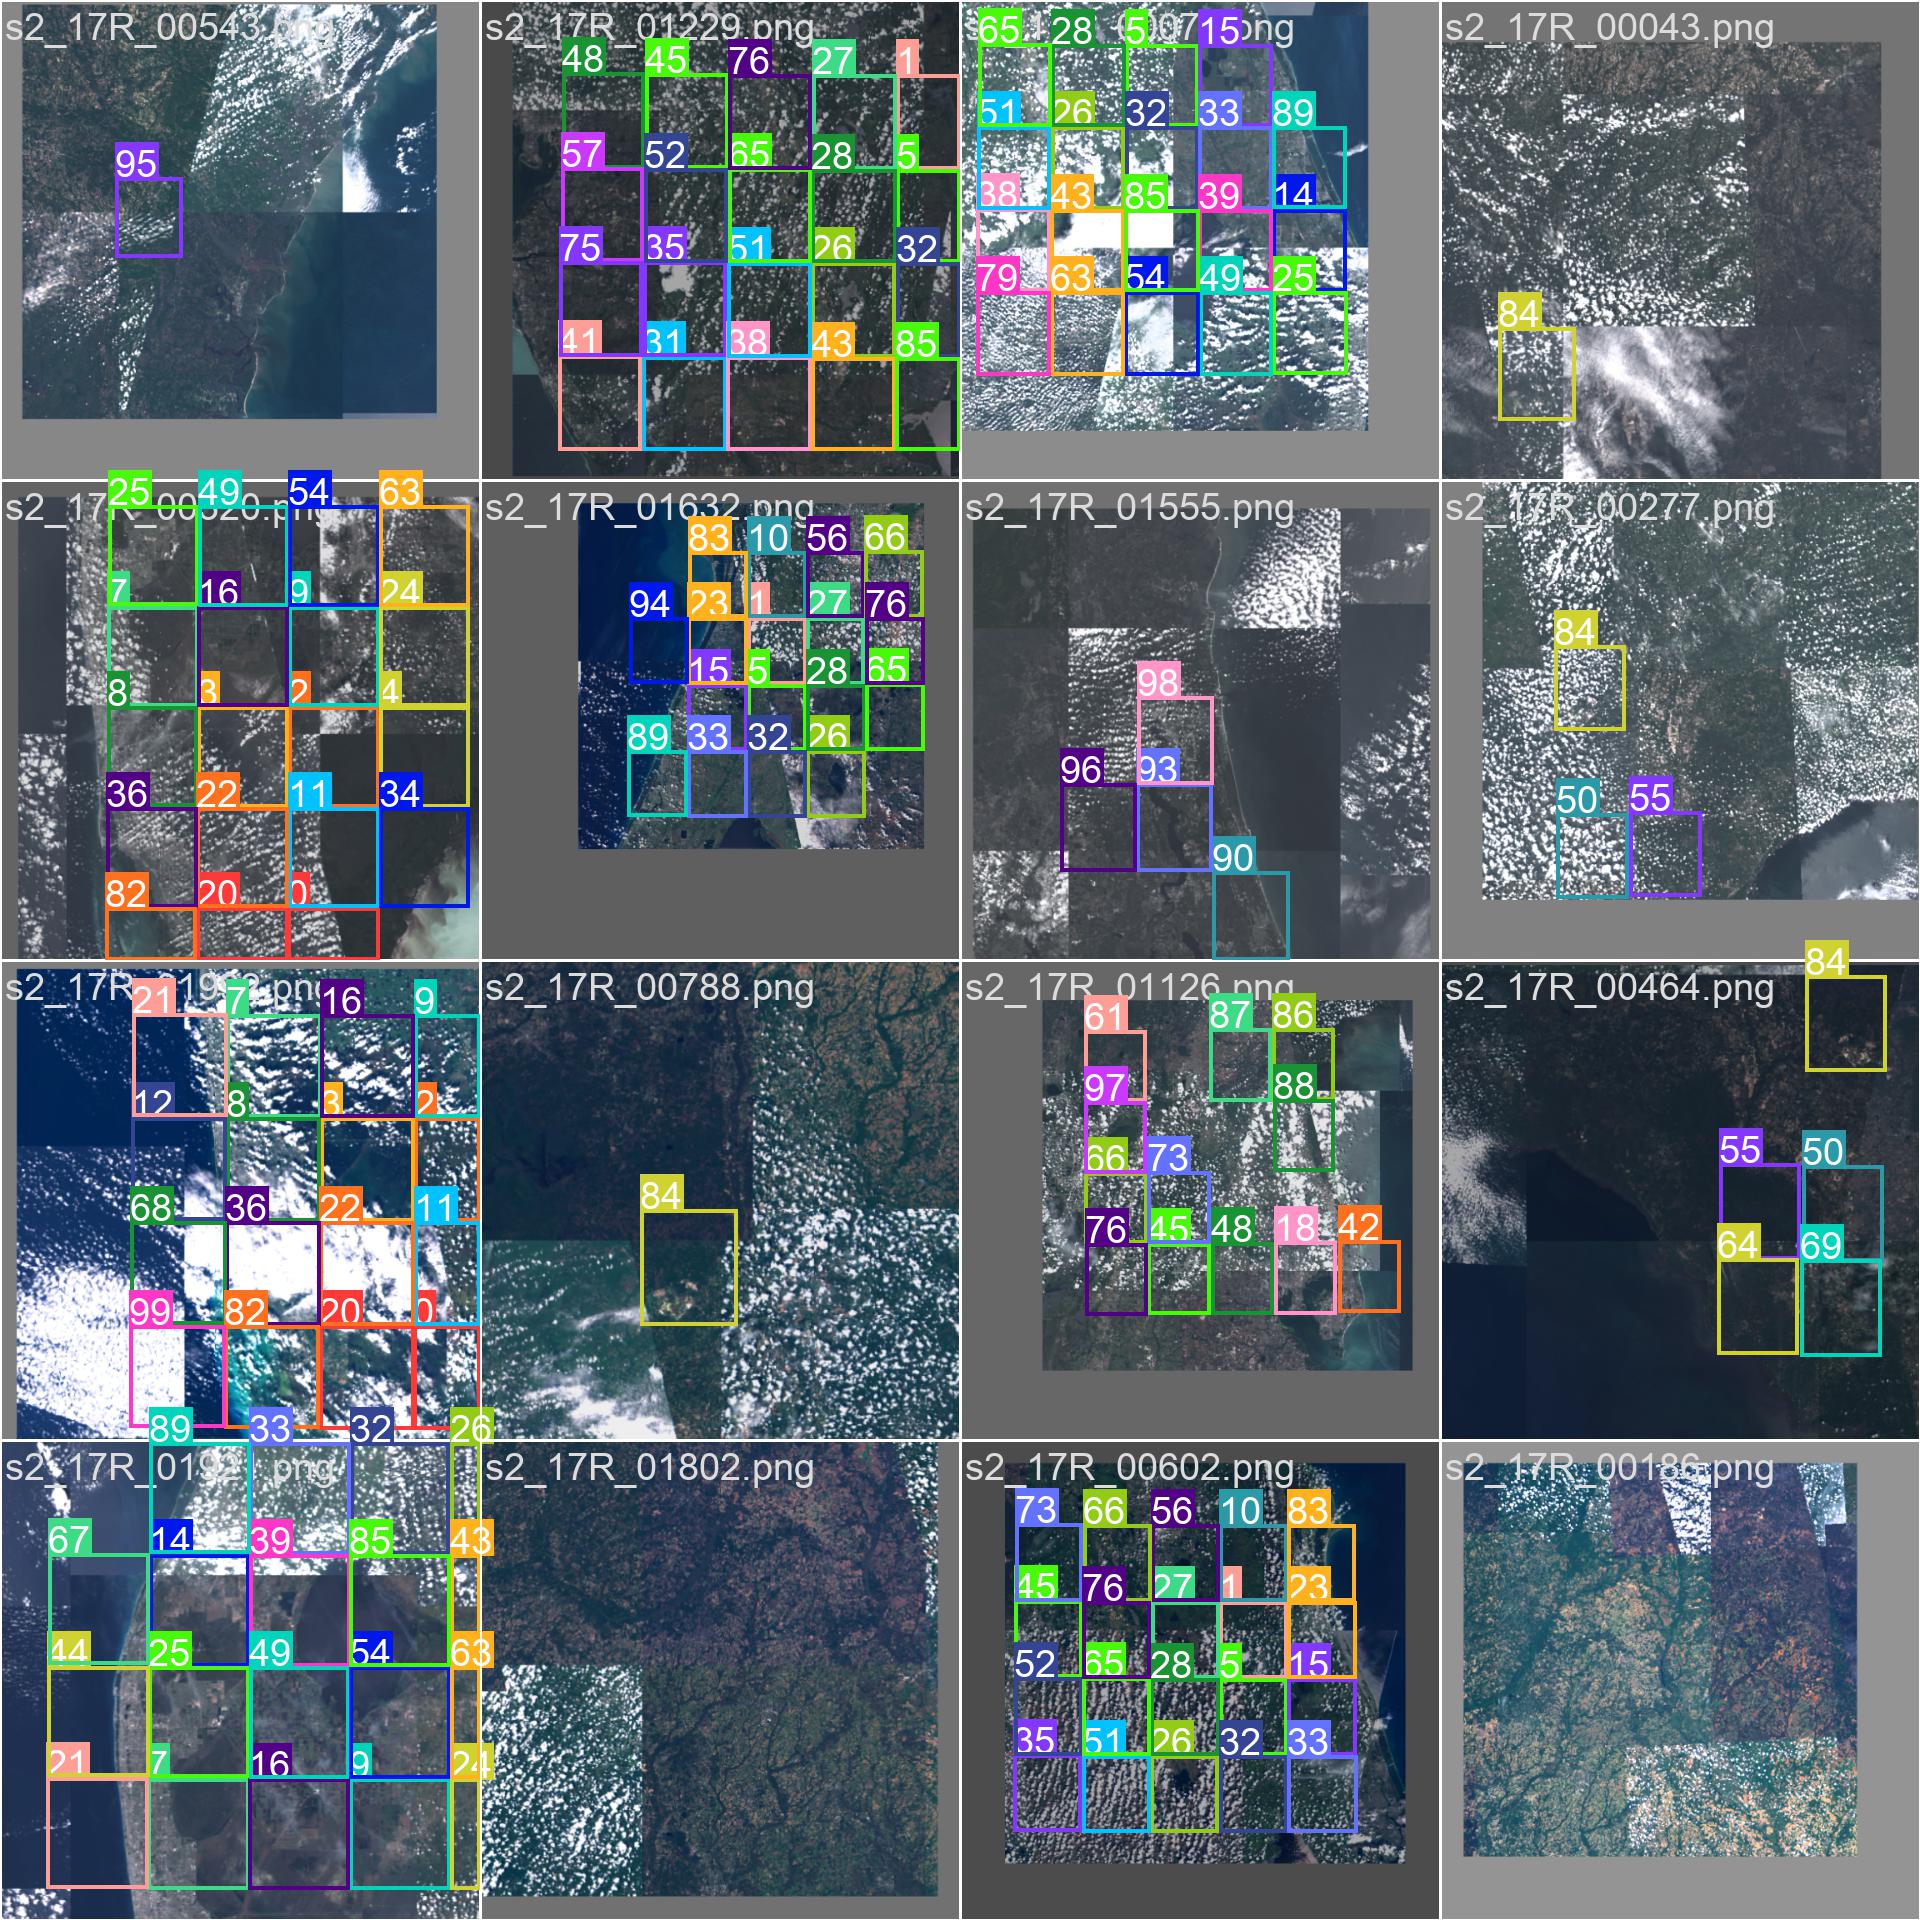 s2_17R_00543.png
95
s2_17R_01229.png
48 45 76 27 1
57 52 65 28 5
75 35 51 26 32
41 31 38 43 85
65 28 5 15
51 26 32 33 89
38 43 85 39 14
79 63 54 49 25
s2_17R_00043.png
84
25 49 54 63
7 16 9 24
8 3 2 4
36 22 11 34
82 20 0
s2_17R_01632.png
83 10 56 66
94 23 1 27 76
15 5 28 65
89 33 32 26
s2_17R_01555.png
98
96 93
90
s2_17R_00277.png
84
50 55
21 7 16 9
12 8 3 2
68 36 22 11
99 82 20 0
s2_17R_00788.png
84
s2_17R_01126.png
61 87 86
97 88
66 73
76 45 48 18 42
s2_17R_00464.png
84
55 50
64 69
89 33 32 26
67 14 39 85 43
44 25 49 54 63
21 7 16 9 24
s2_17R_01802.png
s2_17R_00602.png
73 66 56 10 83
45 76 27 1 23
52 65 28 5 15
35 51 26 32 33
s2_17R_00186.png